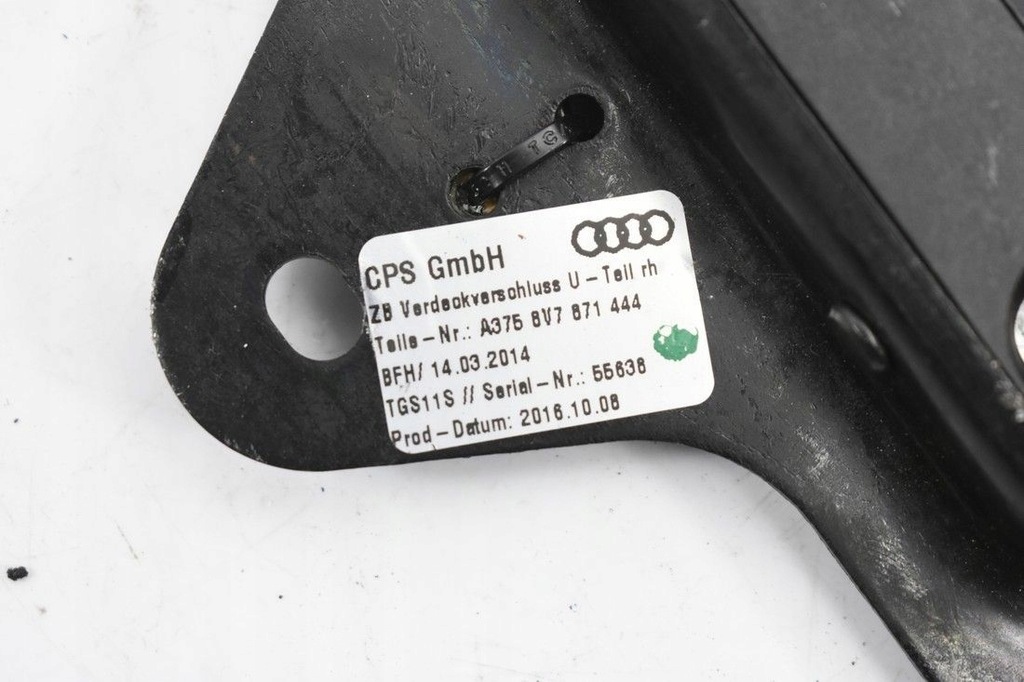 CPS GmbH
ZB Verdeckverschluss U-Teil rh
Teile-Nr.: A375 8V7 871 444
BFH/ 14.03.2014
TGS11S // Serial-Nr.: 55638
Prod-Datum: 2016.10.08